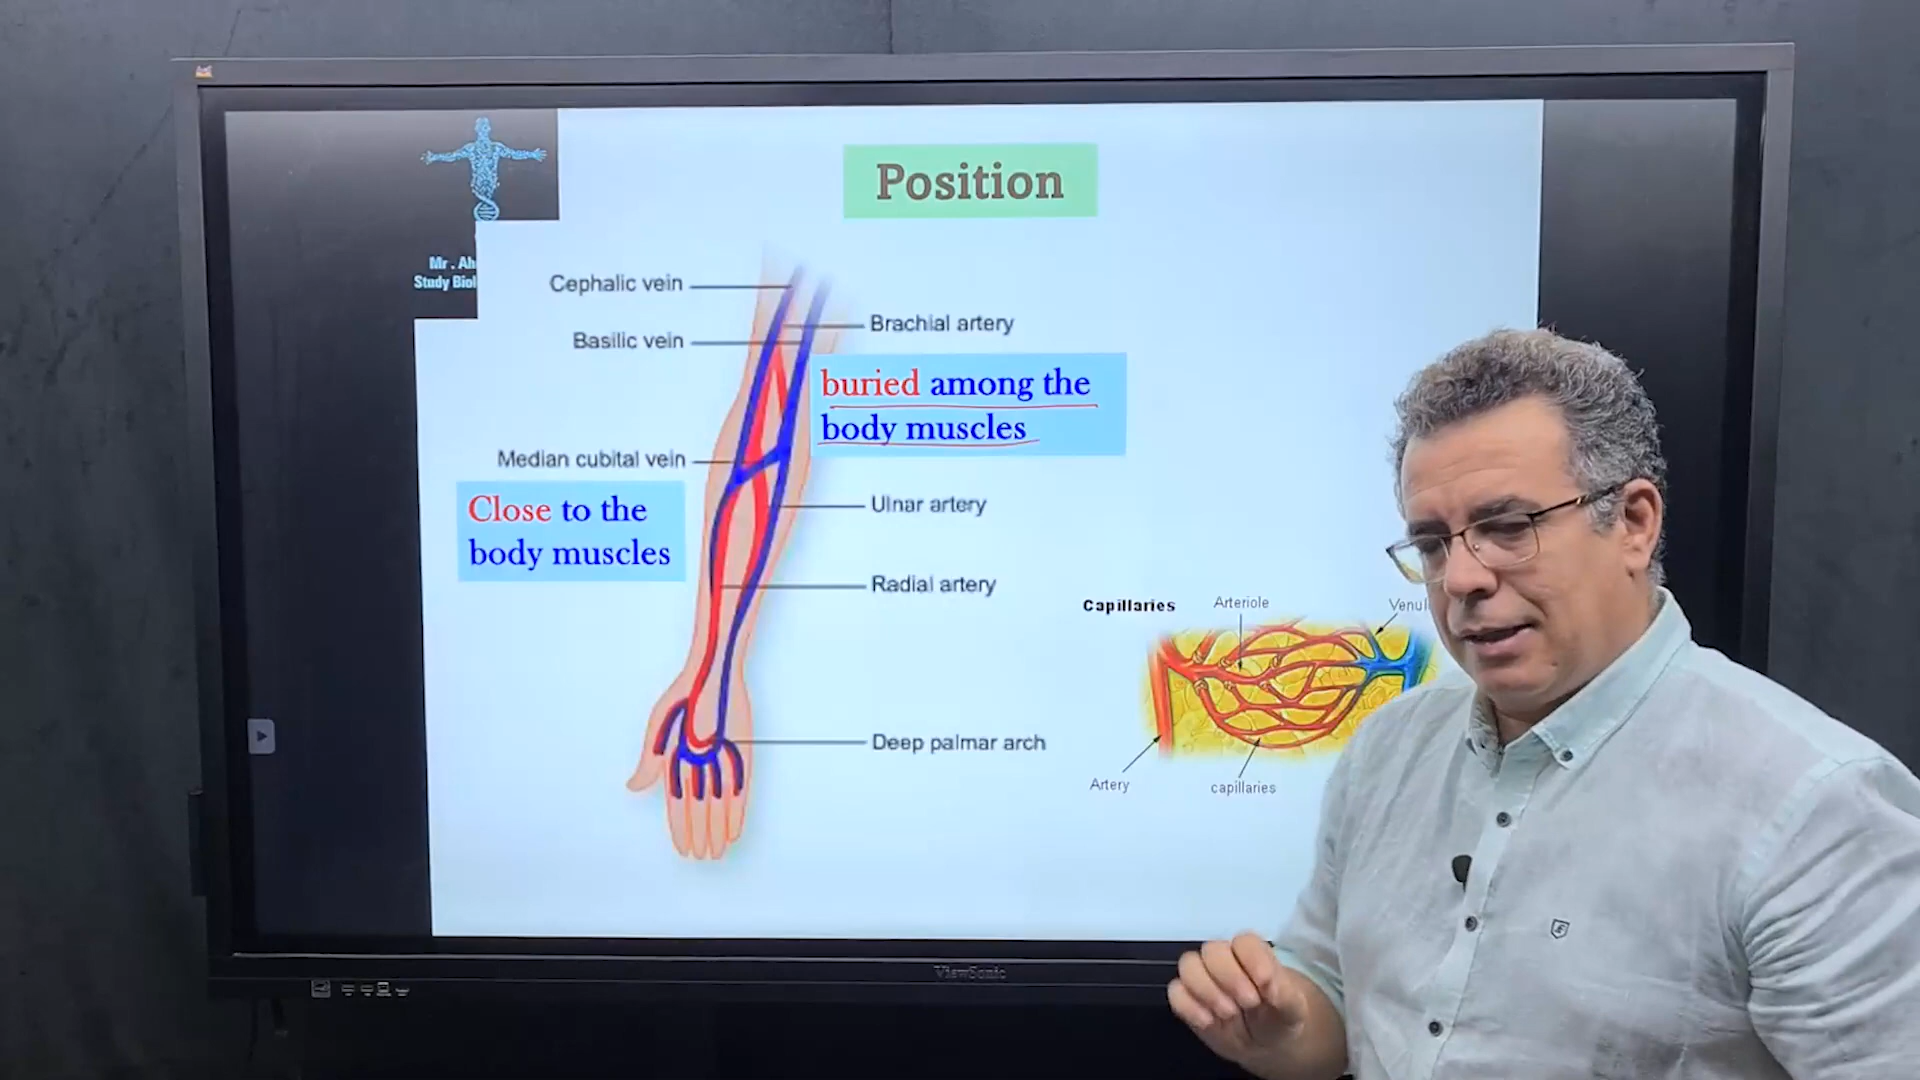 Position
Mr . Ah
Study Biol
Cephalic vein
Brachial artery
Basilic vein
buried among the
body muscles
Median cubital vein
Close to the
body muscles
Ulnar artery
Radial artery
Capillaries
Arteriole
Venul
Deep palmar arch
Artery
capillaries
ViewSonic